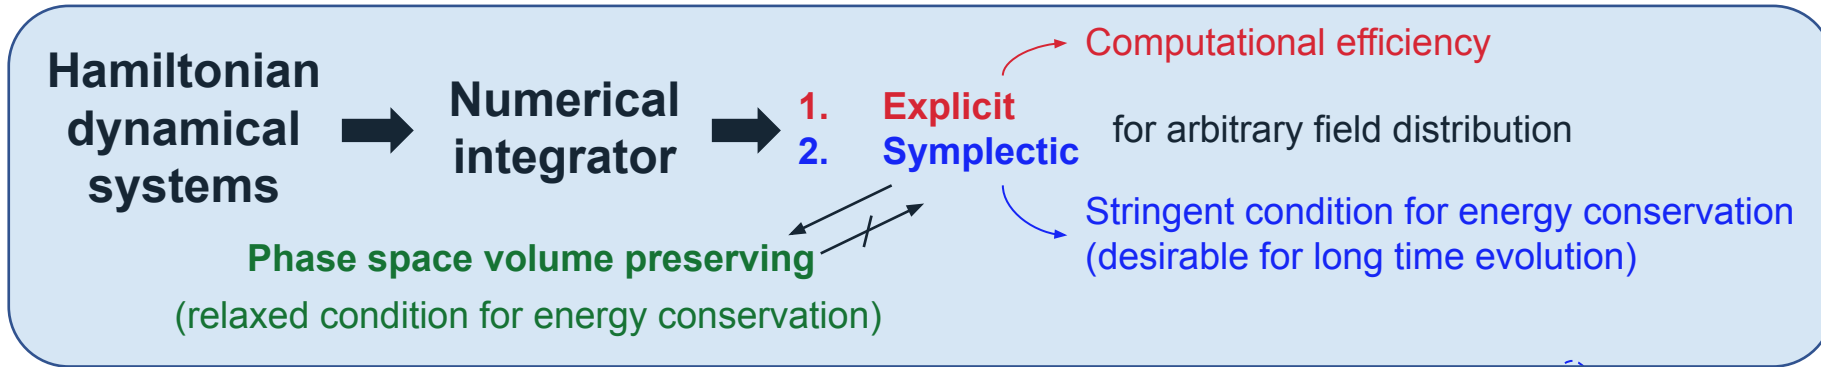 Hamiltonian
dynamical
systems
Numerical
integrator
1. Explicit
2. Symplectic
Computational efficiency
for arbitrary field distribution
Stringent condition for energy conservation
(desirable for long time evolution)
Phase space volume preserving
(relaxed condition for energy conservation)